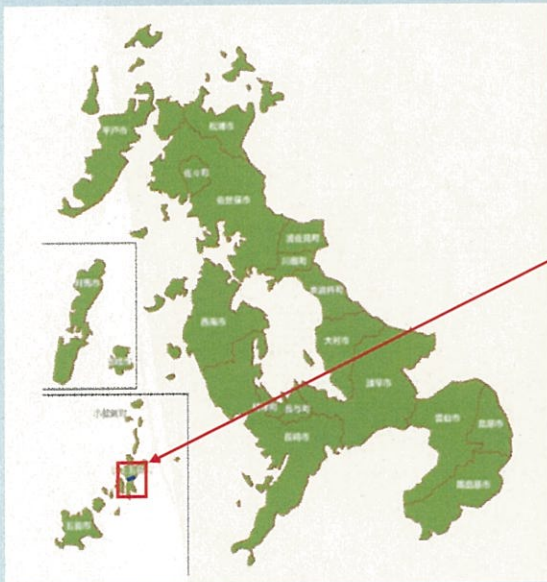 平戸市
松浦市
佐々町
佐世保市
波佐見町
川棚町
東彼杵町
対馬市
西海市
大村市
諫早市
長与町
長崎市
雲仙市
島原市
南島原市
小値賀町
五島市